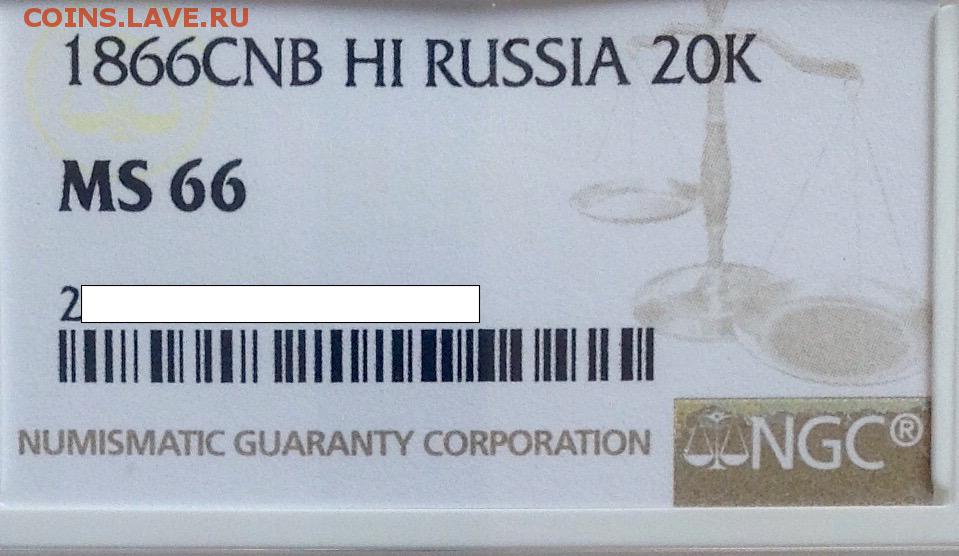 COINS.LAVE.RU
1866CNB HI RUSSIA 20K
MS 66
2
NUMISMATIC GUARANTY CORPORATION
NGC®